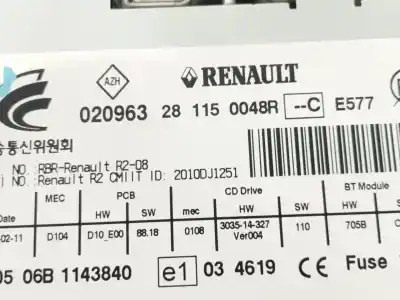 AZH
RENAULT
020963 28 115 0048R --C E577
송통신위원회
NO. :RBR-Renault R2-08
NO. :Renault R2 CMIIT ID: 2010DJ1251
MEC PCB CD Drive BT Module
Date HW SW mec HW SW HW
-02-11 D104 D10_E00 88.18 0108 3035-14-327 Ver004 110 705B
05 06B 1143840 e1 03 4619 CE Fuse